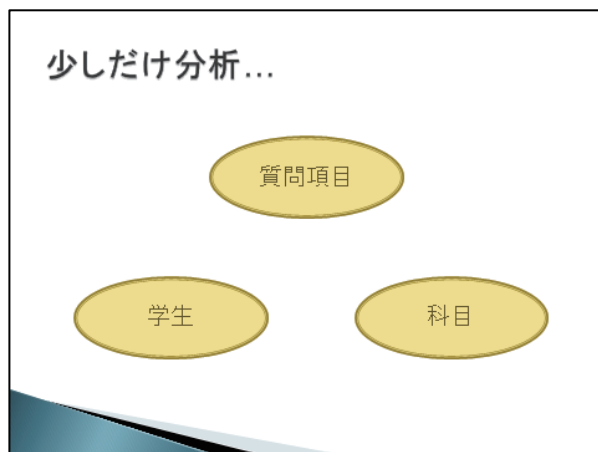 少しだけ分析…
質問項目
学生
科目